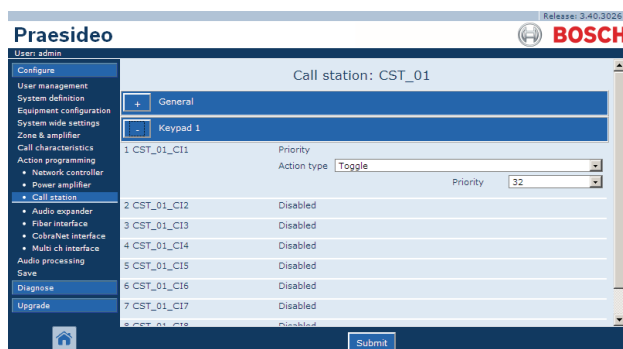 Release: 3.40.3026
Praesideo
BOSCH
User: admin
Configure
User management
System definition
Equipment configuration
System wide settings
Zone & amplifier
Call characteristics
Action programming
• Network controller
• Power amplifier
• Call station
• Audio expander
• Fiber interface
• CobraNet interface
• Multi ch interface
Audio processing
Save
Diagnose
Upgrade
Call station: CST_01
+ General
- Keypad 1
1 CST_01_CI1 Priority
Action type Toggle
Priority 32
2 CST_01_CI2 Disabled
3 CST_01_CI3 Disabled
4 CST_01_CI4 Disabled
5 CST_01_CI5 Disabled
6 CST_01_CI6 Disabled
7 CST_01_CI7 Disabled
8 CST_01_CI8 Disabled
Submit